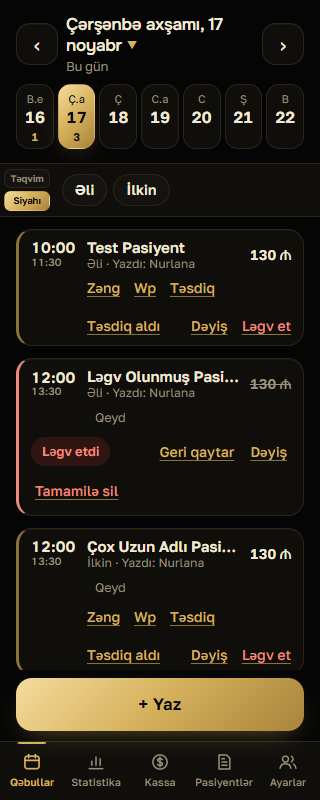 Çərşənbə axşamı, 17
noyabr ▼
Bu gün
‹ ›
B.e Ç.a Ç C.a C Ş B
16 17 18 19 20 21 22
1 3
Təqvim
Siyahı
Əli İlkin
10:00 Test Pasiyent 130 ₼
11:30 Əli · Yazdı: Nurlana
Zəng Wp Təsdiq
Təsdiq aldı Dəyiş Ləgv et
12:00 Ləgv Olunmuş Pasi... 130 ₼
13:30 Əli · Yazdı: Nurlana
Qeyd
Ləgv etdi Geri qaytar Dəyiş
Tamamilə sil
12:00 Çox Uzun Adlı Pasi... 130 ₼
13:30 İlkin · Yazdı: Nurlana
Qeyd
Zəng Wp Təsdiq
Təsdiq aldı Dəyiş Ləgv et
+ Yaz
Qəbullar Statistika Kassa Pasiyentlər Ayarlar